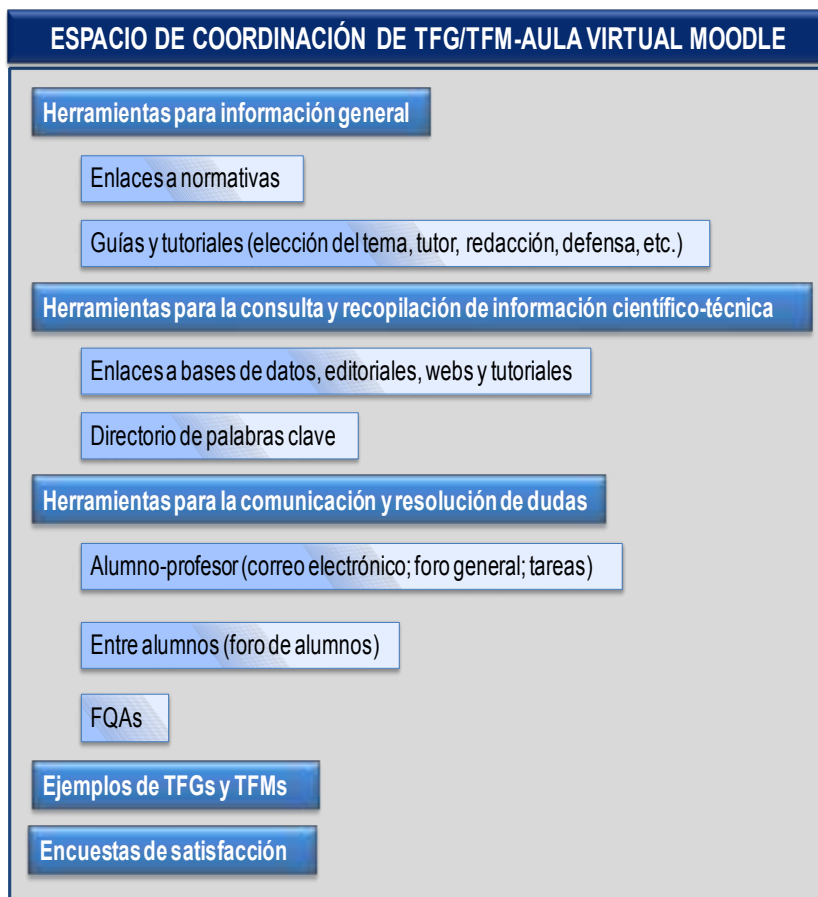 ESPACIO DE COORDINACIÓN DE TFG/TFM-AULA VIRTUAL MOODLE
Herramientas para información general
Enlaces a normativas
Guías y tutoriales (elección del tema, tutor, redacción, defensa, etc.)
Herramientas para la consulta y recopilación de información científico-técnica
Enlaces a bases de datos, editoriales, webs y tutoriales
Directorio de palabras clave
Herramientas para la comunicación y resolución de dudas
Alumno-profesor (correo electrónico; foro general; tareas)
Entre alumnos (foro de alumnos)
FQAs
Ejemplos de TFGs y TFMs
Encuestas de satisfacción